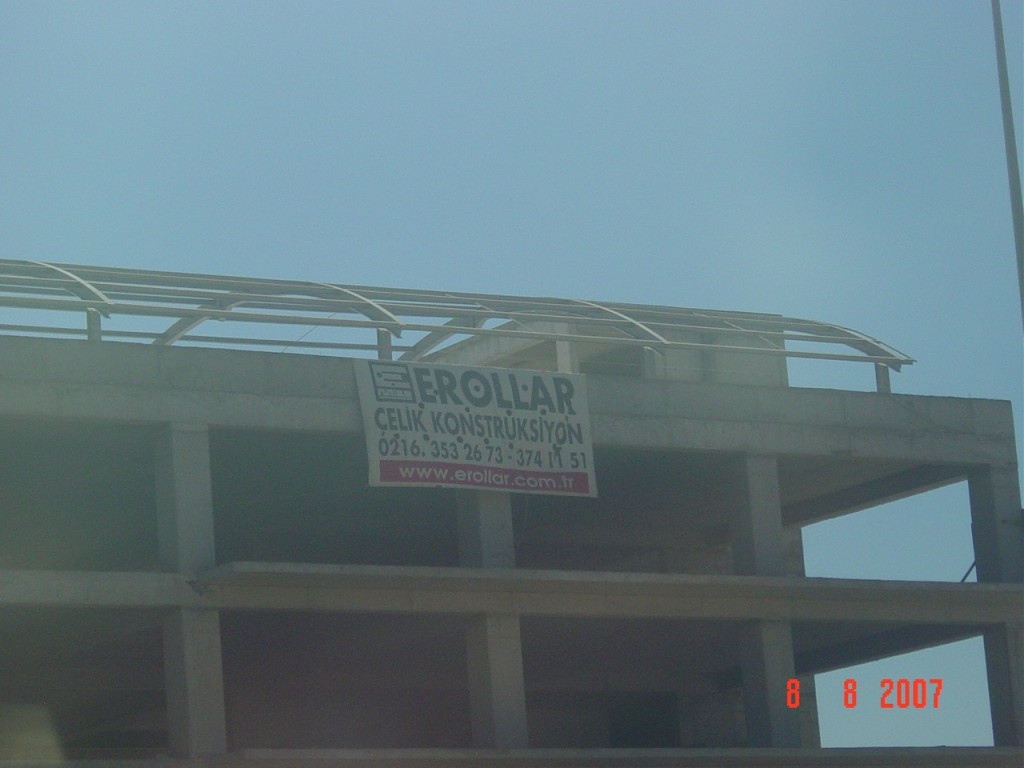 EROLLAR
ÇELİK KONSTRÜKSİYON
0216. 353 26 73 - 374 11 51
www.erollar.com.tr
8 8 2007